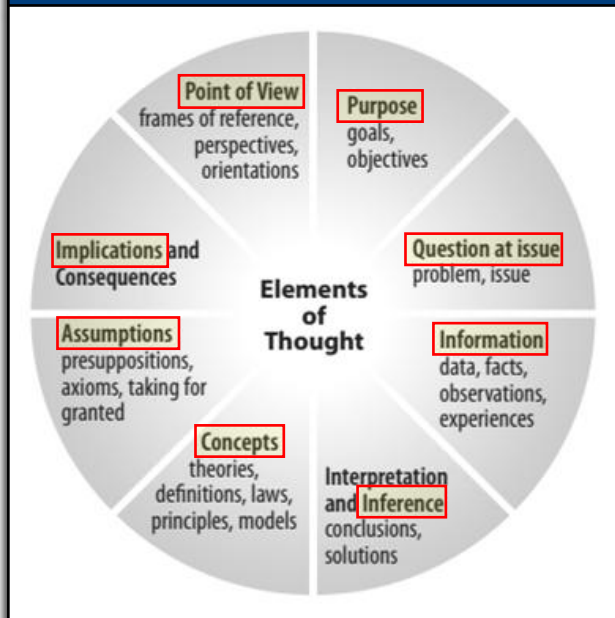 Point of View
frames of reference,
perspectives,
orientations
Purpose
goals,
objectives
Question at issue
problem, issue
Information
data, facts,
observations,
experiences
Interpretation
and Inference
conclusions,
solutions
Concepts
theories,
definitions, laws,
principles, models
Assumptions
presuppositions,
axioms, taking for
granted
Implications and
Consequences
Elements
of
Thought